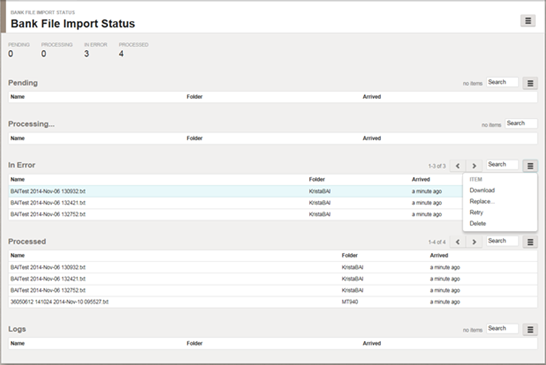 BANK FILE IMPORT STATUS
Bank File Import Status
PENDING PROCESSING IN ERROR PROCESSED
0 0 3 4
Pending no items Search
Name Folder Arrived
Processing... no items Search
Name Folder Arrived
In Error 1-3 of 3 Search
Name Folder Arrived
BAITest 2014-Nov-06 130932.txt KristaBAI a minute ago
BAITest 2014-Nov-06 132421.txt KristaBAI a minute ago
BAITest 2014-Nov-06 132752.txt KristaBAI a minute ago
ITEM
Download
Replace...
Retry
Delete
Processed 1-4 of 4 Search
Name Folder Arrived
BAITest 2014-Nov-06 130932.txt KristaBAI a minute ago
BAITest 2014-Nov-06 132421.txt KristaBAI a minute ago
BAITest 2014-Nov-06 132752.txt KristaBAI a minute ago
36050612 141024 2014-Nov-10 095527.txt MT940 a minute ago
Logs no items Search
Name Folder Arrived